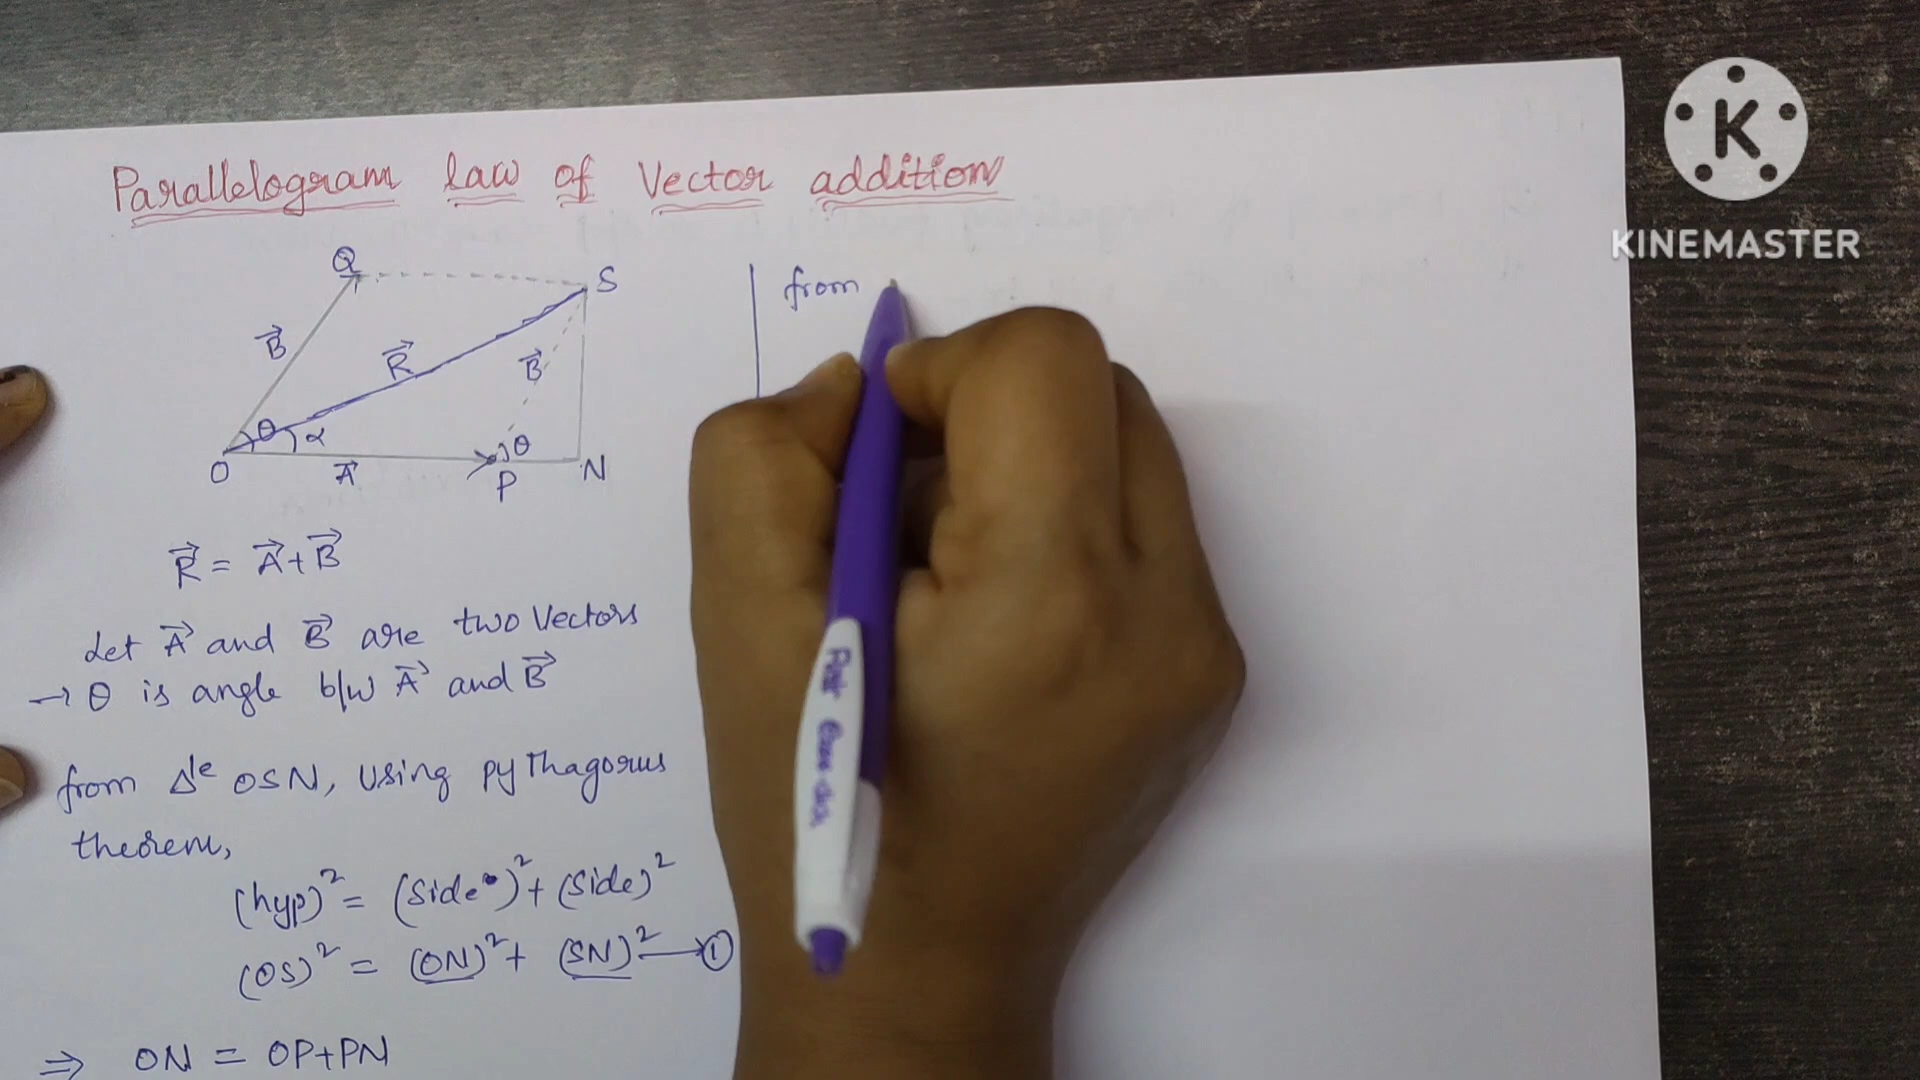 Parallelogram law of Vector addition
Q
S
B⃗
R⃗
B⃗
θ
α
θ
O
A⃗
P
N
R⃗ = A⃗ + B⃗
Let A⃗ and B⃗ are two Vectors
→ θ is angle b/w A⃗ and B⃗
from Δle OSN, using pythagorus
theorem,
(hyp)² = (side)² + (side)²
(OS)² = (ON)² + (SN)² → ①
⇒ ON = OP+PN
from
K
KINEMASTER